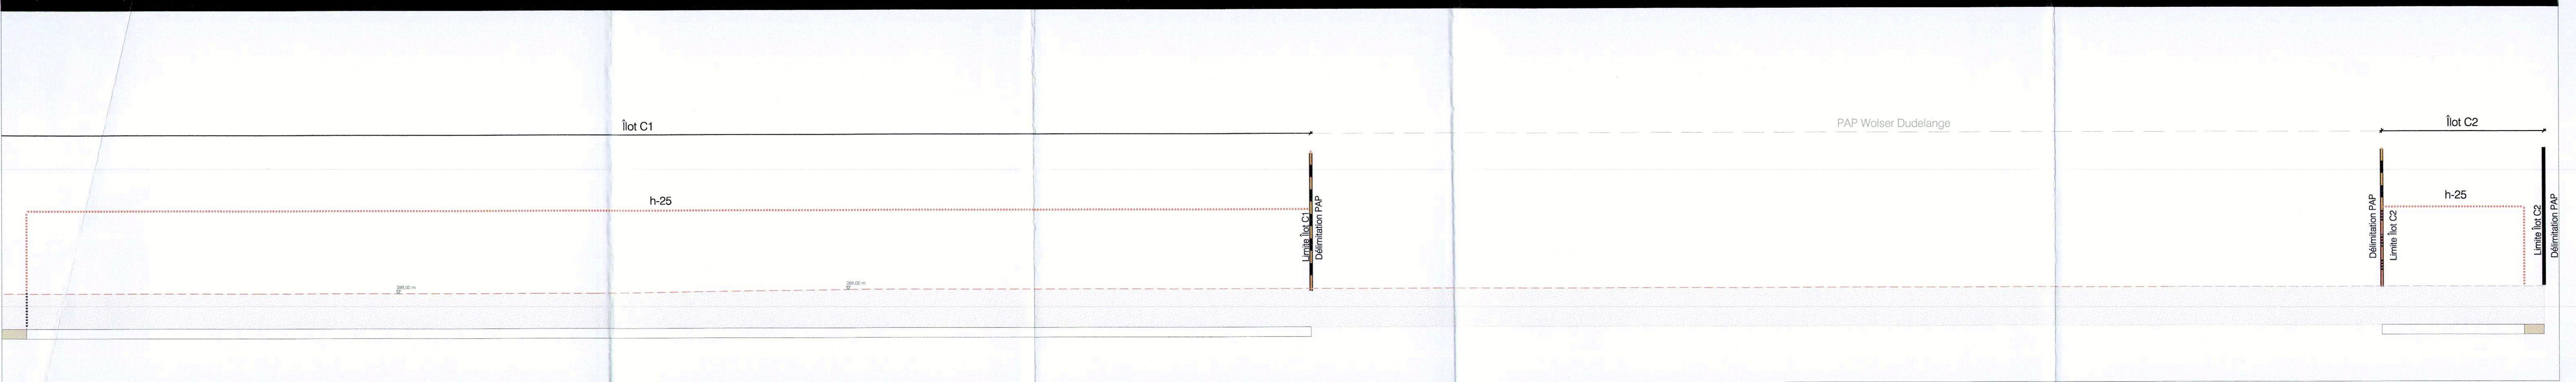 Îlot C1
PAP Wolser Dudelange
Îlot C2
h-25
h-25
Limite Îlot C1
Délimitation PAP
Délimitation PAP
Limite Îlot C2
Limite Îlot C2
Délimitation PAP